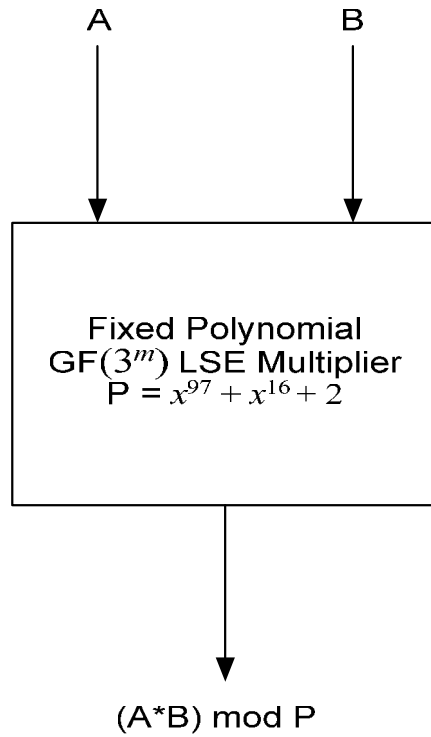 A B
Fixed Polynomial
GF(3^m) LSE Multiplier
P = x^97 + x^16 + 2
(A*B) mod P